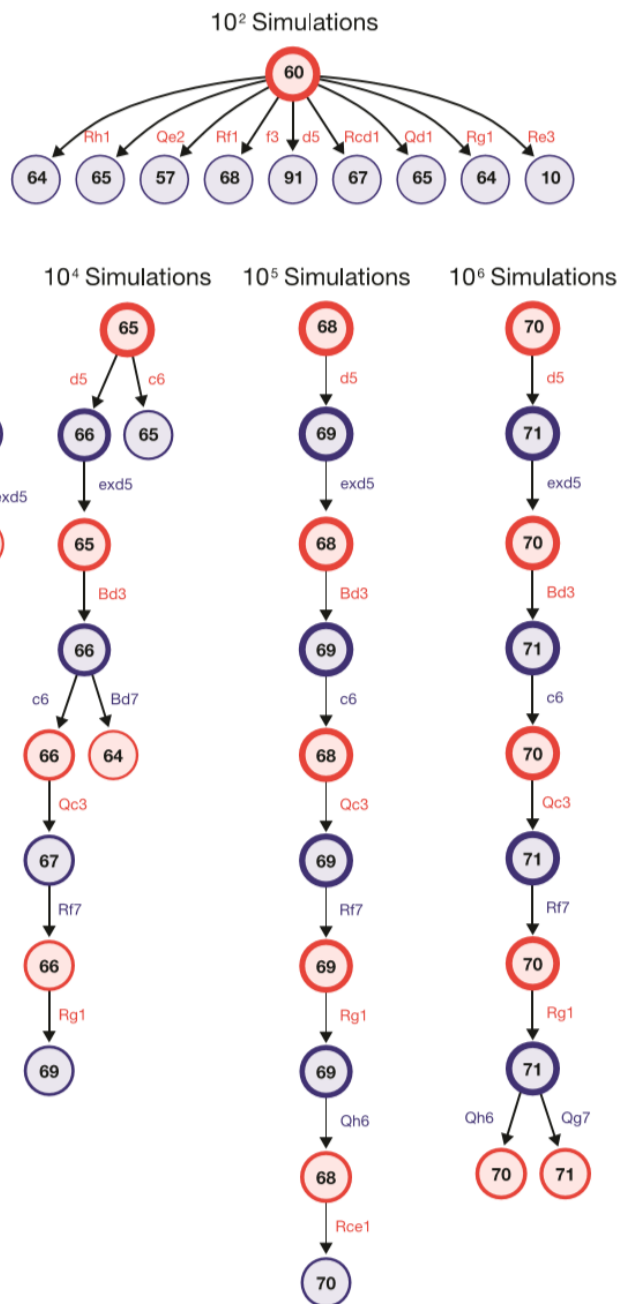 10² Simulations
60
Rh1 Qe2 Rf1 f3 d5 Rcd1 Qd1 Rg1 Re3
64 65 57 68 91 67 65 64 10
10⁴ Simulations 10⁵ Simulations 10⁶ Simulations
65 68 70
d5 c6 d5 d5
66 65 69 71
exd5 exd5 exd5 exd5
65 68 70
Bd3 Bd3 Bd3
66 69 71
c6 Bd7 c6 c6
66 64 68 70
Qc3 Qc3 Qc3
67 69 71
Rf7 Rf7 Rf7
66 69 70
Rg1 Rg1 Rg1
69 69 71
Qh6 Qh6 Qg7
68 70 71
Rce1
70